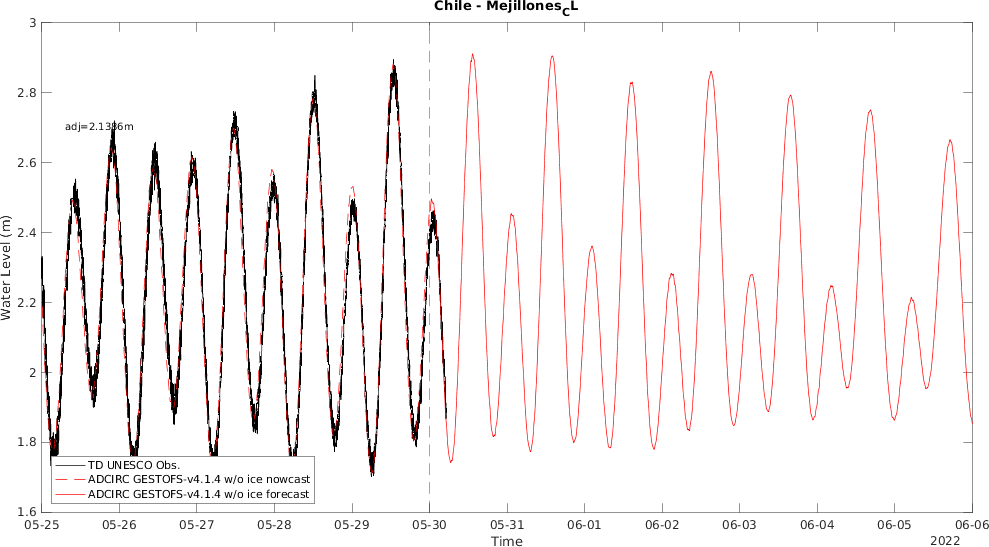 Chile - Mejillones_CL
3
2.8
2.6
2.4
2.2
2
1.8
1.6
Water Level (m)
adj=2.1386m
TD UNESCO Obs.
ADCIRC GESTOFS-v4.1.4 w/o ice nowcast
ADCIRC GESTOFS-v4.1.4 w/o ice forecast
05-25 05-26 05-27 05-28 05-29 05-30 05-31 06-01 06-02 06-03 06-04 06-05 06-06
Time
2022